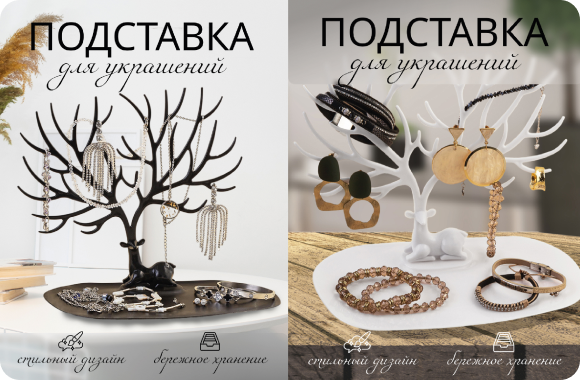 ПОДСТАВКА
для украшений
стильный дизайн
бережное хранение
ПОДСТАВКА
для украшений
стильный дизайн
бережное хранение